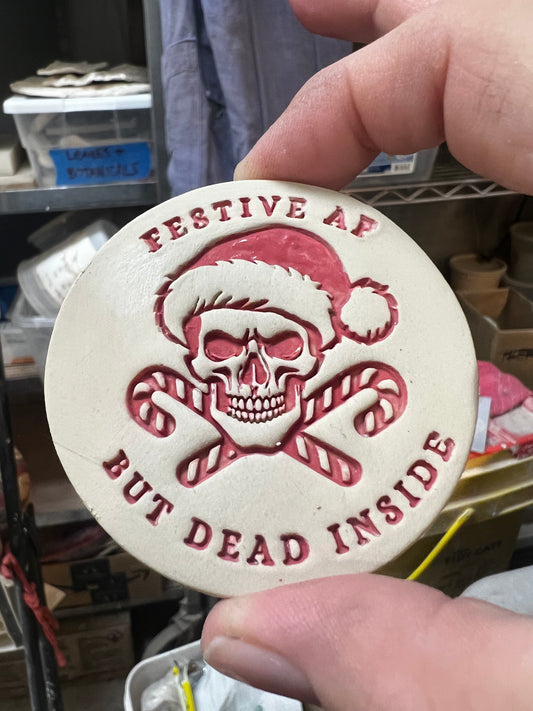 LEAVES +
BOTANICALS
FESTIVE AF
BUT DEAD INSIDE